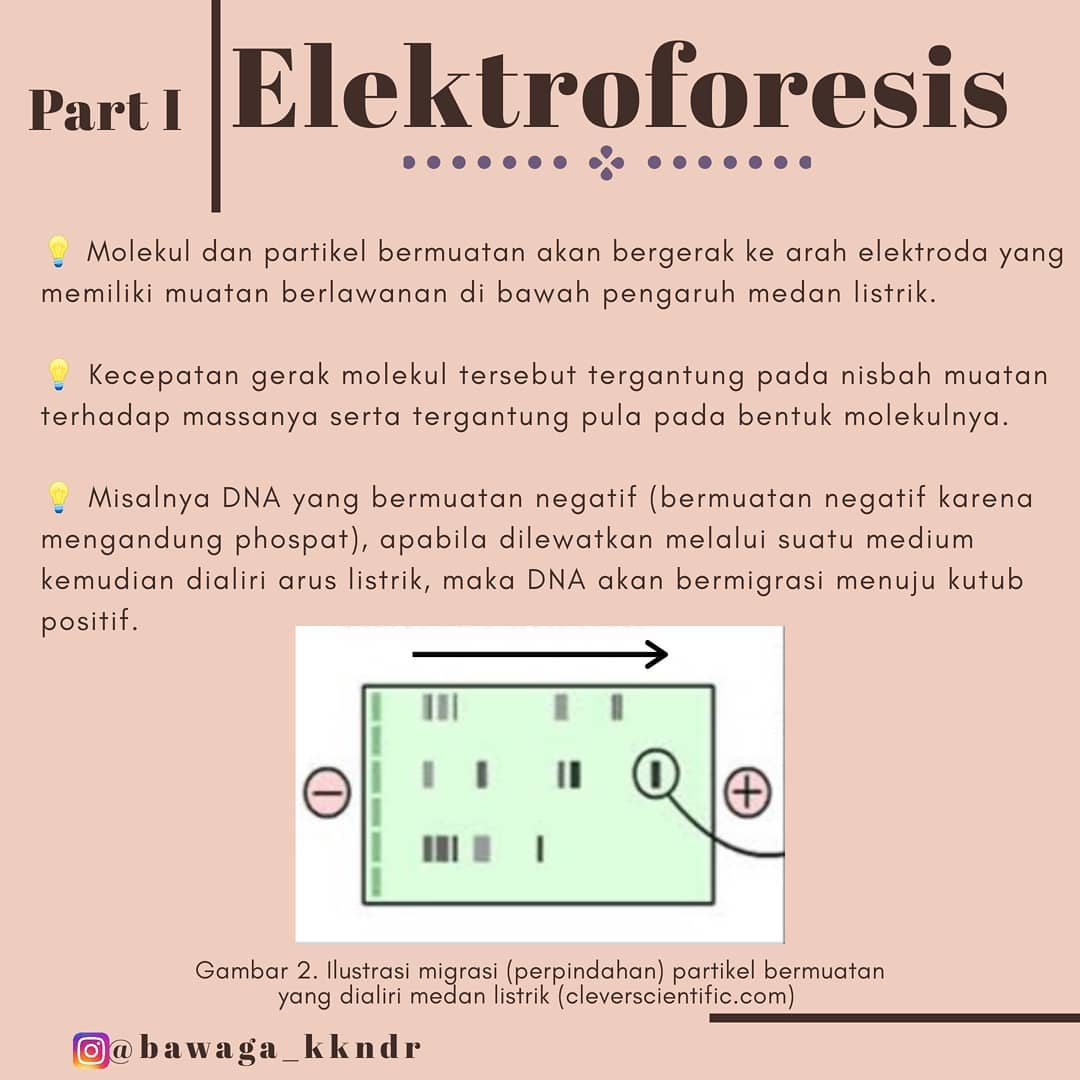 Part I
Elektroforesis
💡 Molekul dan partikel bermuatan akan bergerak ke arah elektroda yang
memiliki muatan berlawanan di bawah pengaruh medan listrik.
💡 Kecepatan gerak molekul tersebut tergantung pada nisbah muatan
terhadap massanya serta tergantung pula pada bentuk molekulnya.
💡 Misalnya DNA yang bermuatan negatif (bermuatan negatif karena
mengandung phospat), apabila dilewatkan melalui suatu medium
kemudian dialiri arus listrik, maka DNA akan bermigrasi menuju kutub
positif.
− +
Gambar 2. Ilustrasi migrasi (perpindahan) partikel bermuatan
yang dialiri medan listrik (cleverscientific.com)
@bawaga_kkndr